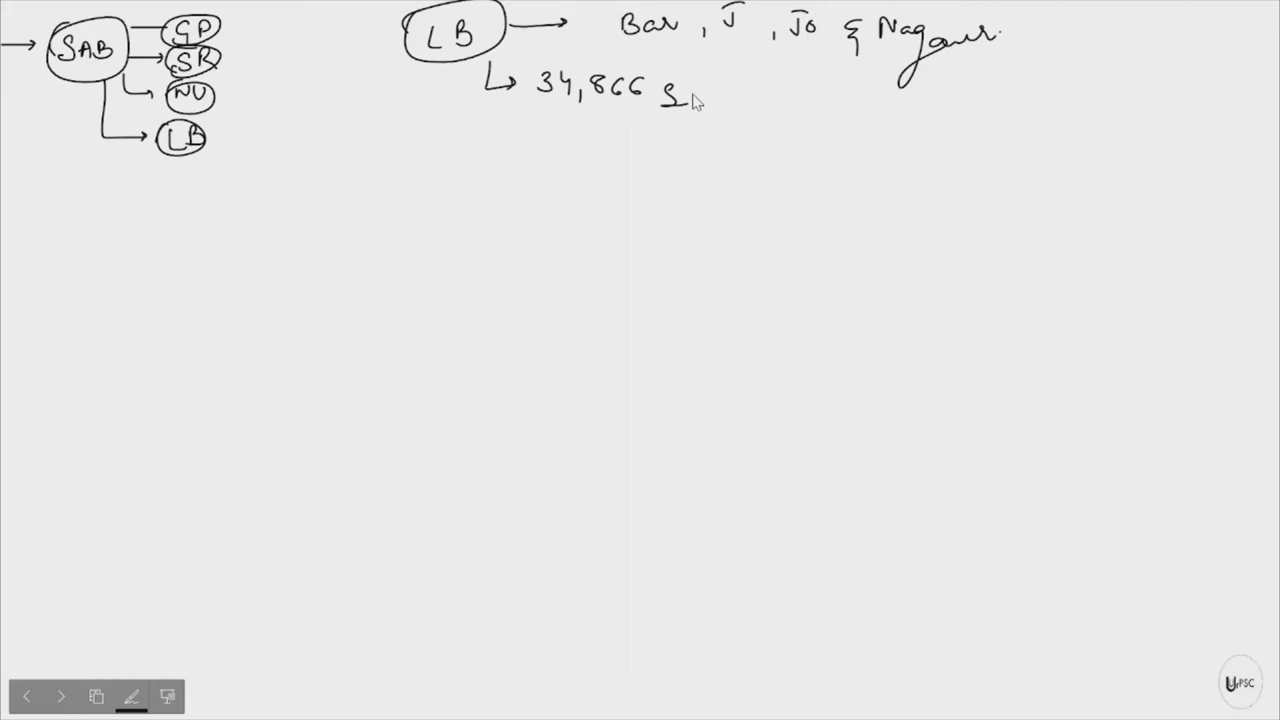 SAB
GP
SR
NU
LB
LB → Bar, J, Jo & Nagaur.
34,866 S
UPSC